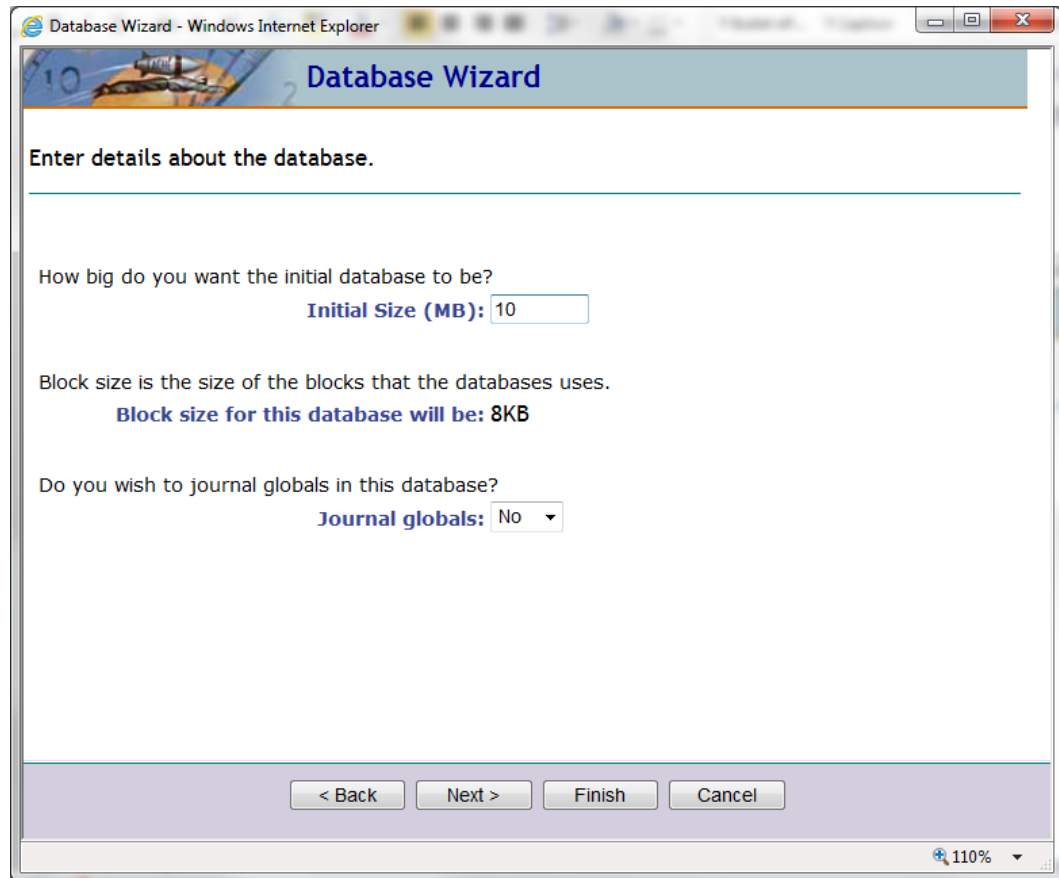 Database Wizard - Windows Internet Explorer
10
2
Database Wizard
Enter details about the database.
How big do you want the initial database to be?
Initial Size (MB): 10
Block size is the size of the blocks that the databases uses.
Block size for this database will be: 8KB
Do you wish to journal globals in this database?
Journal globals: No
< Back Next > Finish Cancel
110%